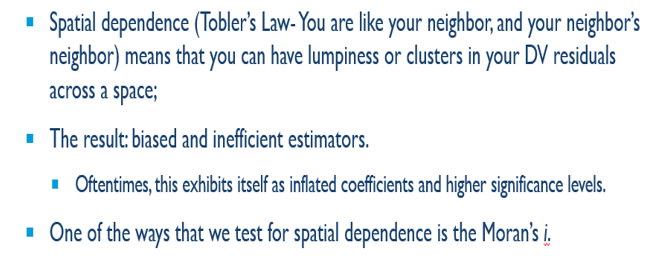 Spatial dependence (Tobler's Law- You are like your neighbor, and your neighbor's
neighbor) means that you can have lumpiness or clusters in your DV residuals
across a space;
The result: biased and inefficient estimators.
Oftentimes, this exhibits itself as inflated coefficients and higher significance levels.
One of the ways that we test for spatial dependence is the Moran's i.